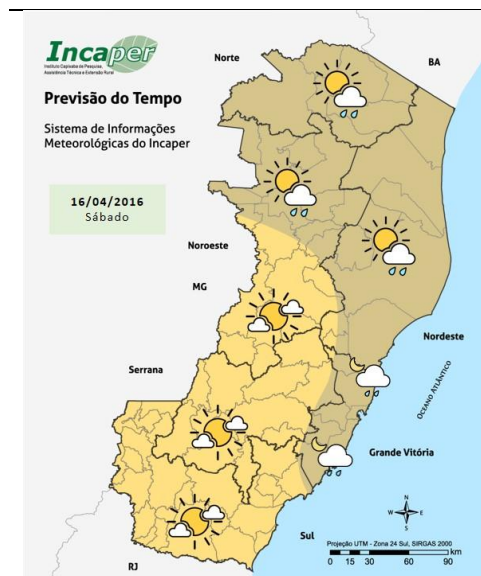 Incaper
Instituto Capixaba de Pesquisa,
Assistência Técnica e Extensão Rural
Previsão do Tempo
Sistema de Informações
Meteorológicas do Incaper
16/04/2016
Sábado
Norte
BA
Noroeste
MG
Nordeste
Serrana
OCEANO ATLÂNTICO
Grande Vitória
N
W
E
S
Sul
Projeção UTM - Zona 24 Sul, SIRGAS 2000
km
0 15 30 60 90
RJ